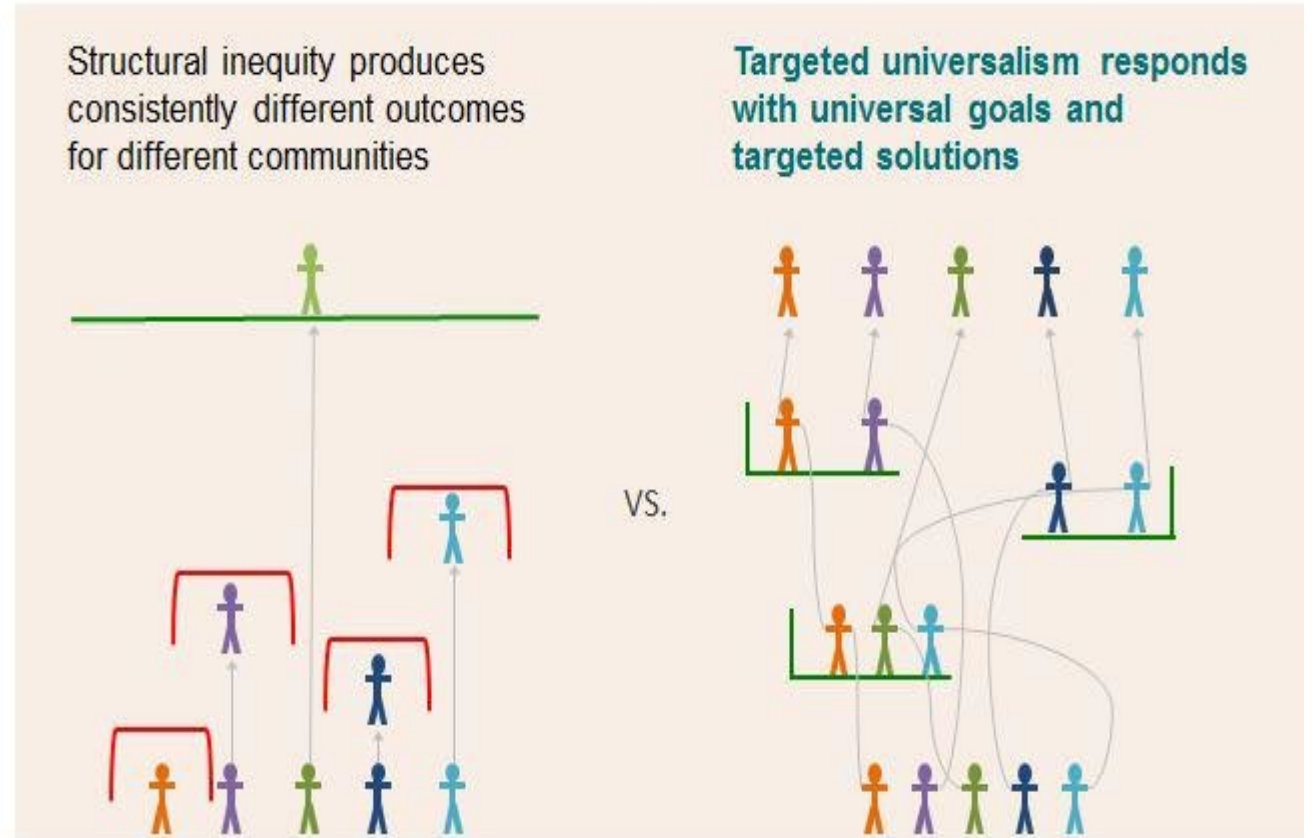 Structural inequity produces
consistently different outcomes
for different communities
Targeted universalism responds
with universal goals and
targeted solutions
VS.